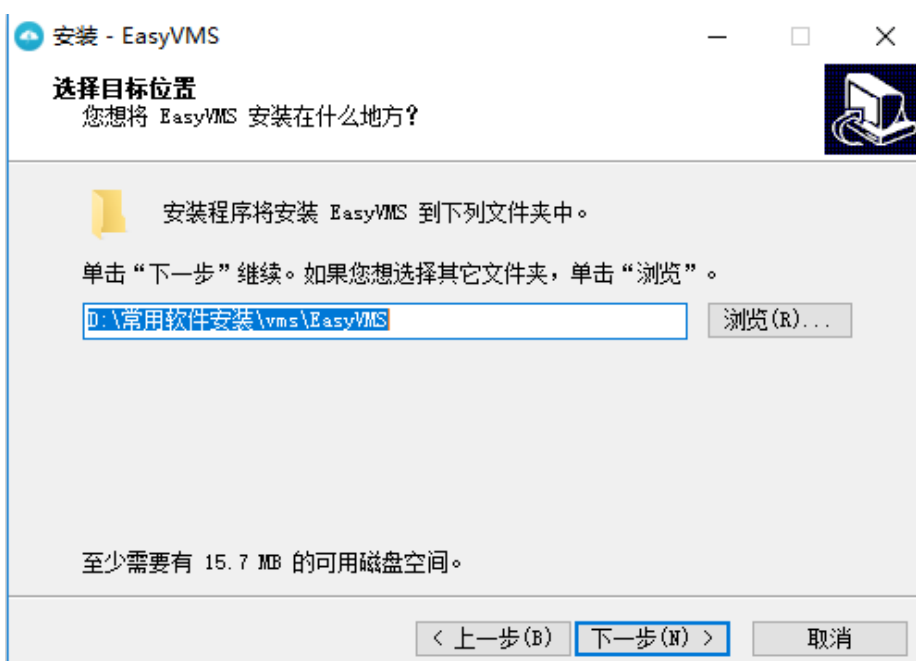 安装 - EasyVMS
选择目标位置
您想将 EasyVMS 安装在什么地方?
安装程序将安装 EasyVMS 到下列文件夹中。
单击“下一步”继续。如果您想选择其它文件夹，单击“浏览”。
D:\常用软件安装\vms\EasyVMS
浏览(R)...
至少需要有 15.7 MB 的可用磁盘空间。
< 上一步(B)
下一步(N) >
取消